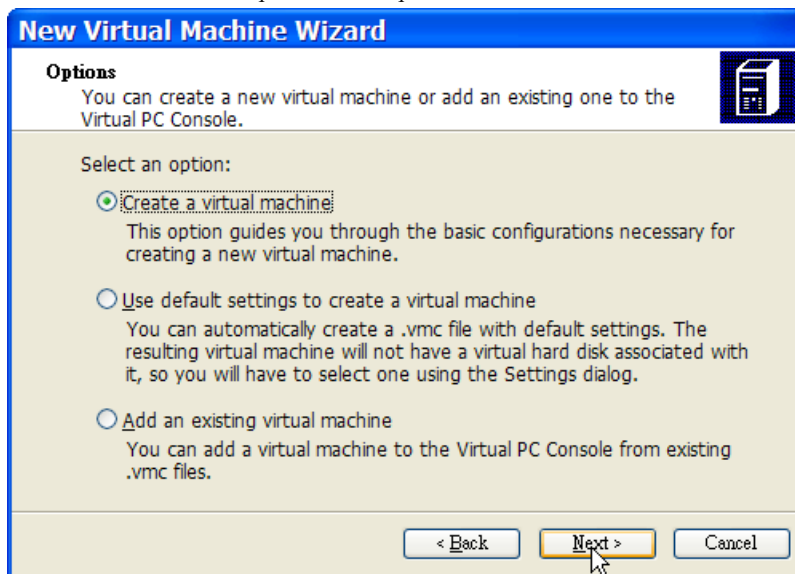 New Virtual Machine Wizard
Options
You can create a new virtual machine or add an existing one to the
Virtual PC Console.
Select an option:
Create a virtual machine
This option guides you through the basic configurations necessary for
creating a new virtual machine.
Use default settings to create a virtual machine
You can automatically create a .vmc file with default settings. The
resulting virtual machine will not have a virtual hard disk associated with
it, so you will have to select one using the Settings dialog.
Add an existing virtual machine
You can add a virtual machine to the Virtual PC Console from existing
.vmc files.
< Back Next > Cancel